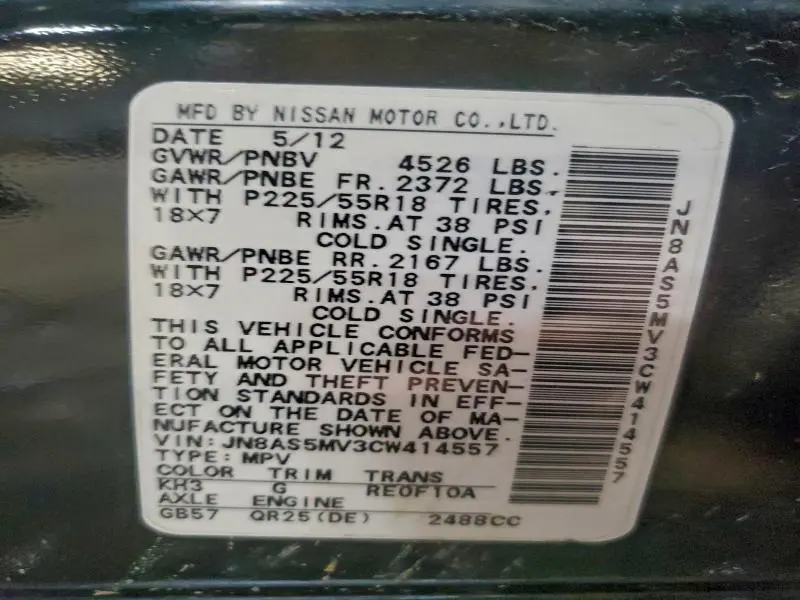 MFD BY NISSAN MOTOR CO.,LTD.
DATE 5/12
GVWR/PNBV 4526 LBS.
GAWR/PNBE FR. 2372 LBS.
WITH P225/55R18 TIRES.
18X7 RIMS.AT 38 PSI
COLD SINGLE.
GAWR/PNBE RR. 2167 LBS.
WITH P225/55R18 TIRES.
18X7 RIMS.AT 38 PSI
COLD SINGLE.
THIS VEHICLE CONFORMS
TO ALL APPLICABLE FED-
ERAL MOTOR VEHICLE SA-
FETY AND THEFT PREVEN-
TION STANDARDS IN EFF-
ECT ON THE DATE OF MA-
NUFACTURE SHOWN ABOVE.
VIN: JN8AS5MV3CW414557
TYPE: MPV
COLOR TRIM TRANS
KH3 G RE0F10A
AXLE ENGINE
GB57 QR25(DE) 2488CC
JN8AS5MV3CW414557